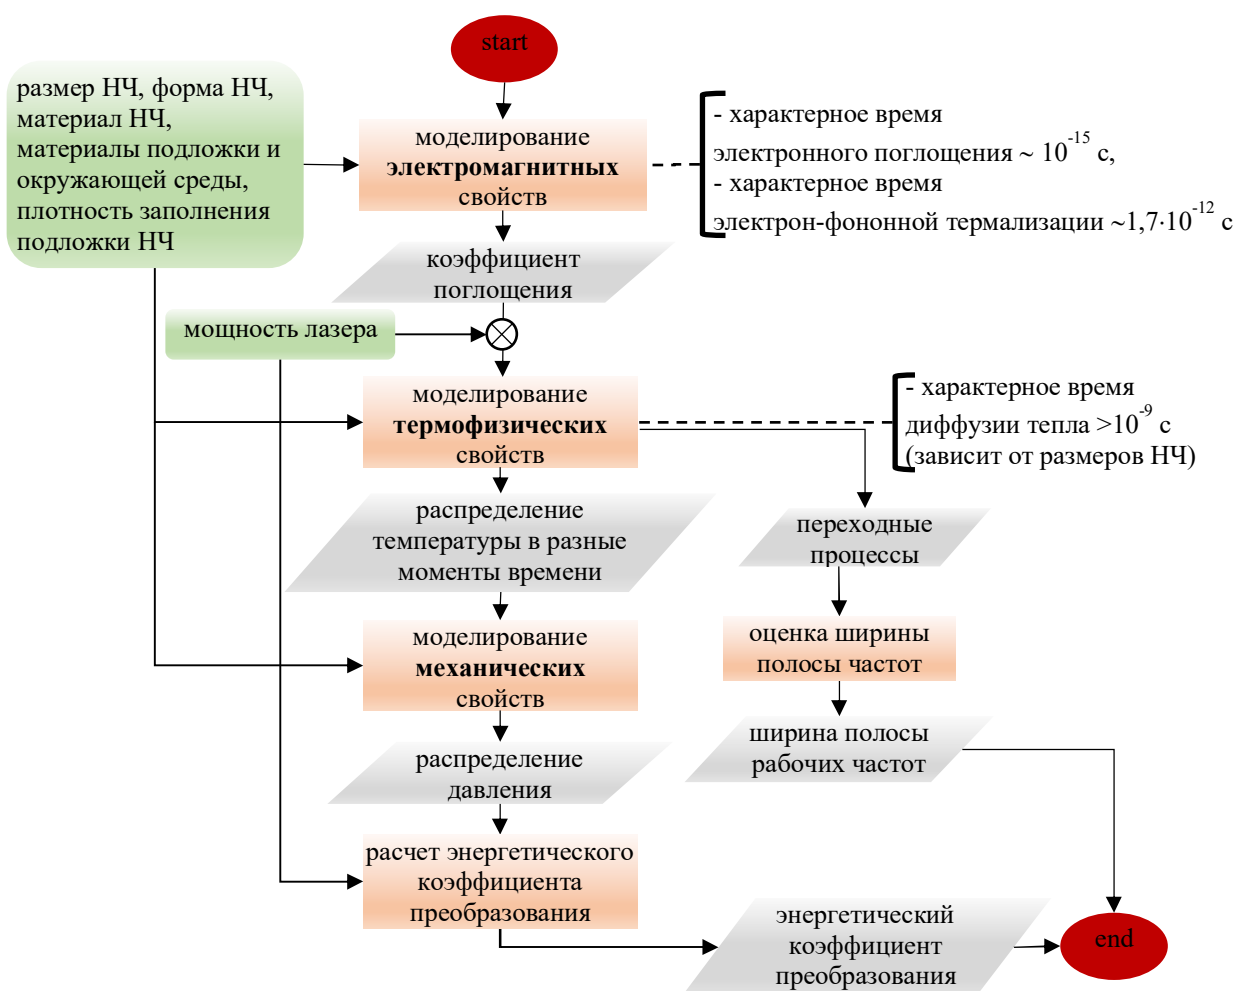 start
размер НЧ, форма НЧ,
материал НЧ,
материалы подложки и
окружающей среды,
плотность заполнения
подложки НЧ
моделирование
электромагнитных
свойств
- характерное время
электронного поглощения ~ 10⁻¹⁵ с,
- характерное время
электрон-фононной термализации ~1,7·10⁻¹² с
коэффициент
поглощения
мощность лазера
моделирование
термофизических
свойств
- характерное время
диффузии тепла >10⁻⁹ с
(зависит от размеров НЧ)
распределение
температуры в разные
моменты времени
переходные
процессы
моделирование
механических
свойств
оценка ширины
полосы частот
распределение
давления
ширина полосы
рабочих частот
расчет энергетического
коэффициента
преобразования
энергетический
коэффициент
преобразования
end